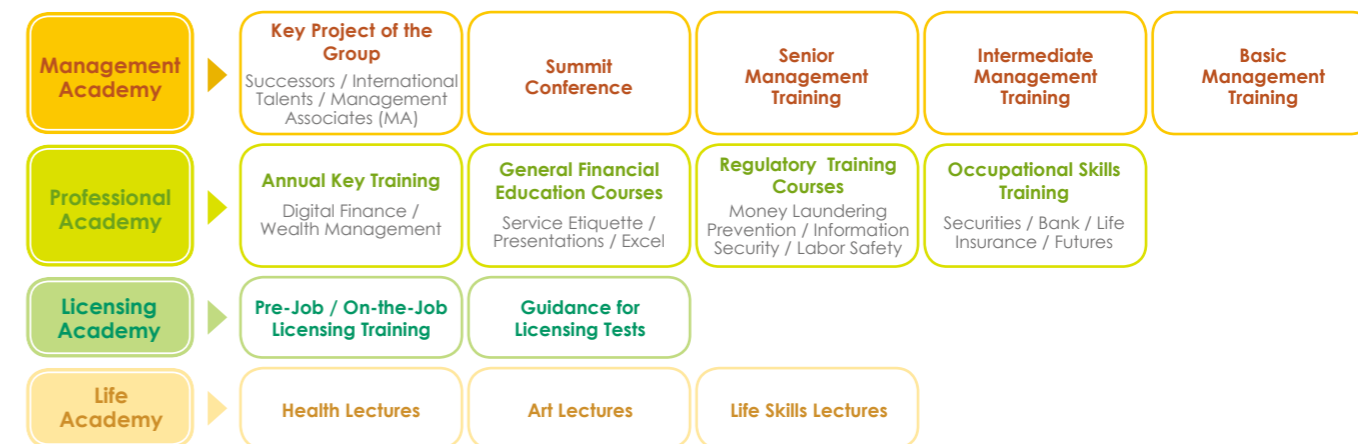 Management
Academy
Key Project of the
Group
Successors / International
Talents / Management
Associates (MA)
Summit
Conference
Senior
Management
Training
Intermediate
Management
Training
Basic
Management
Training
Professional
Academy
Annual Key Training
Digital Finance /
Wealth Management
General Financial
Education Courses
Service Etiquette /
Presentations / Excel
Regulatory Training
Courses
Money Laundering
Prevention / Information
Security / Labor Safety
Occupational Skills
Training
Securities / Bank / Life
Insurance / Futures
Licensing
Academy
Pre-Job / On-the-Job
Licensing Training
Guidance for
Licensing Tests
Life
Academy
Health Lectures
Art Lectures
Life Skills Lectures